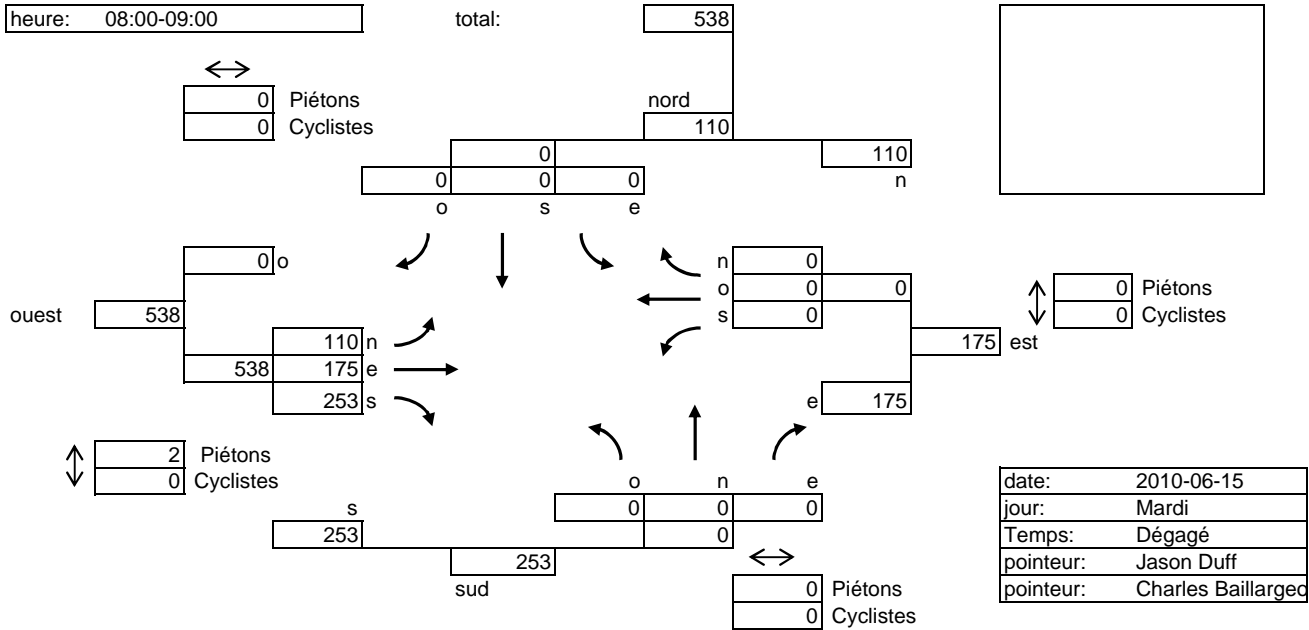 heure: 08:00-09:00 total: 538
0 Piétons nord
0 Cyclistes 110
0 110
0 0 0 n
o s e
0 o n 0
o 0 0 0 Piétons
ouest 538 s 0 0 Cyclistes
110 n 175 est
538 175 e
253 s e 175
2 Piétons
0 Cyclistes o n e date: 2010-06-15
s 0 0 0 jour: Mardi
253 0 Temps: Dégagé
253 pointeur: Jason Duff
sud 0 Piétons pointeur: Charles Baillargeo
0 Cyclistes